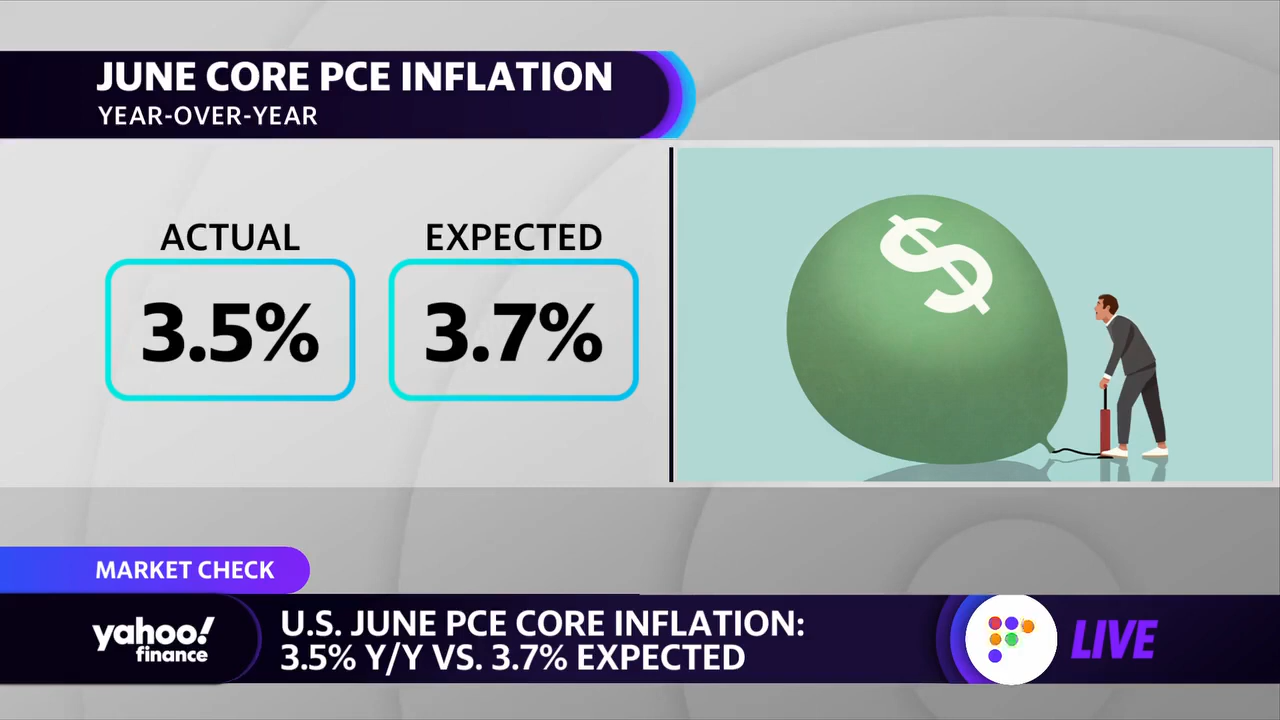 JUNE CORE PCE INFLATION
YEAR-OVER-YEAR
ACTUAL
EXPECTED
3.5%
3.7%
$
MARKET CHECK
yahoo!
finance
U.S. JUNE PCE CORE INFLATION:
3.5% Y/Y VS. 3.7% EXPECTED
LIVE